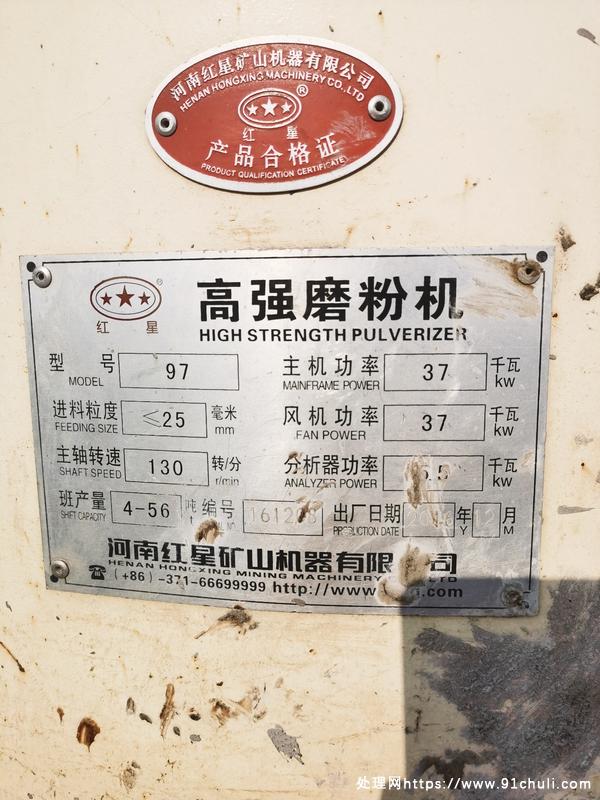 河南红星矿山机器有限公司
HENAN HONGXING MACHINERY CO.,LTD
®
红 星
产品合格证
PRODUCT QUALIFICATION CERTIFICATE
®
红 星
高强磨粉机
HIGH STRENGTH PULVERIZER
型 号 97 主机功率 37 千瓦
MODEL MAINFRAME POWER kw
进料粒度 ≤25 毫米 风机功率 37 千瓦
FEEDING SIZE mm FAN POWER kw
主轴转速 130 转/分 分析器功率 千瓦
SHAFT SPEED r/min ANALYZER POWER kw
班产量 4-56 吨 编号 出厂日期 年 12 月
SHIFT CAPACITY PRODUCTION DATE Y M
河南红星矿山机器有限 司
HENAN HONGXING MINING MACHINERY LTD
☎ (+86)-371-66699999 http://www. .com
处理网https://www.91chuli.com